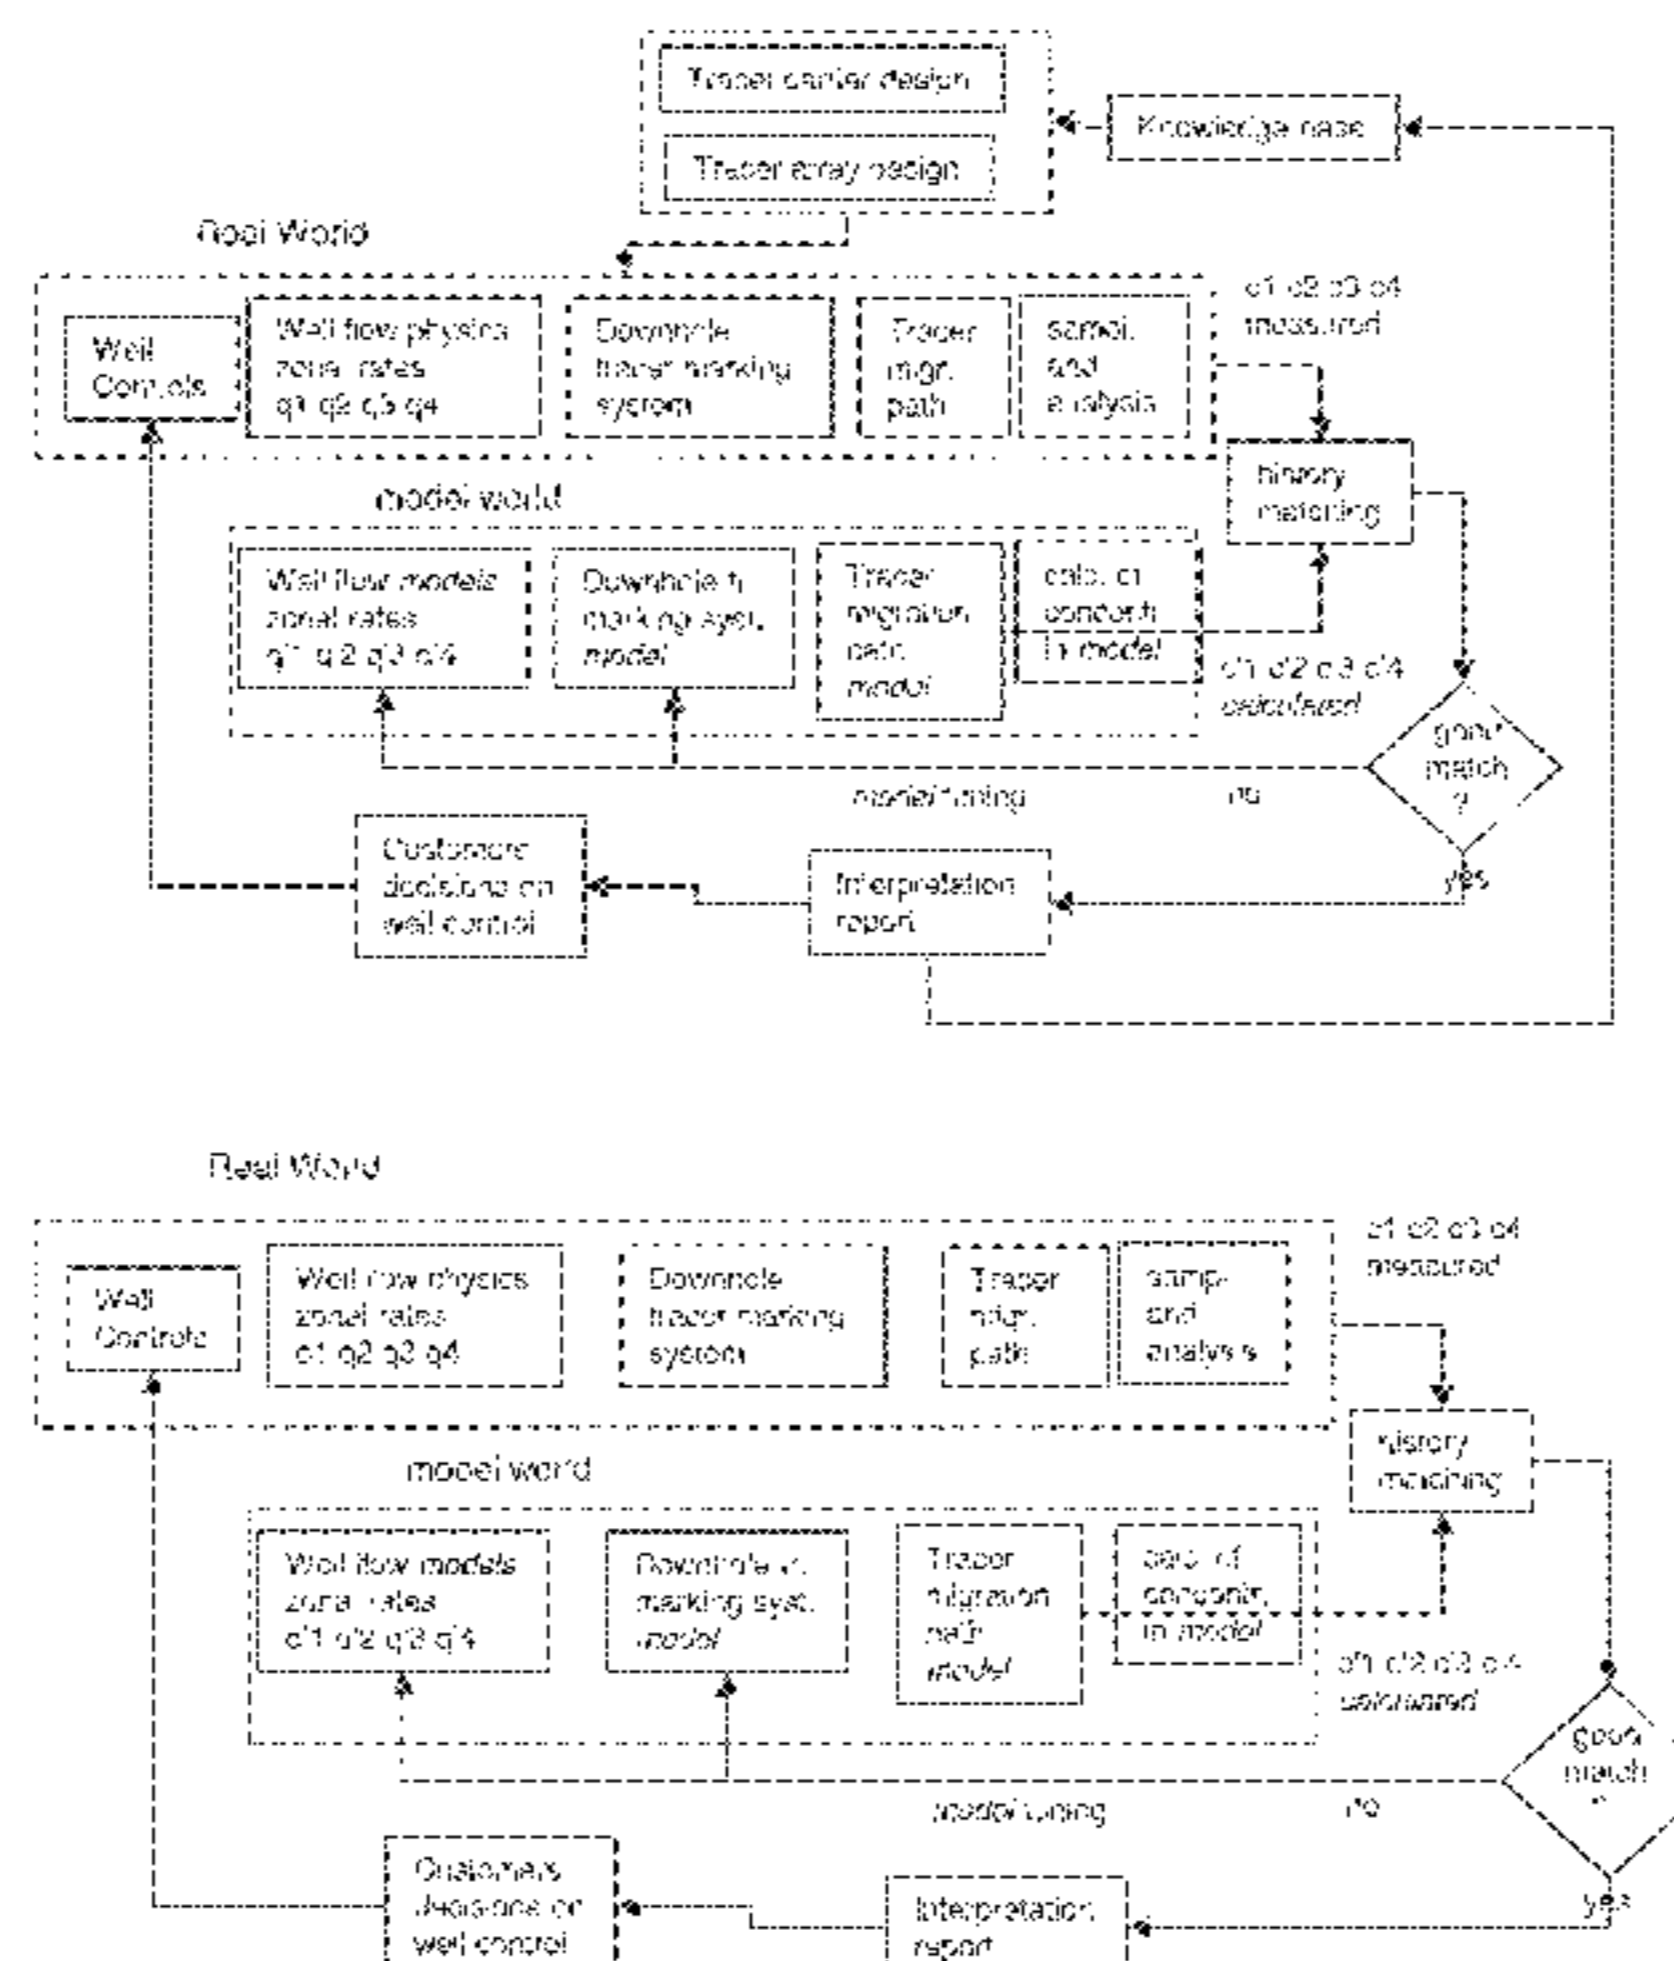 Tracer carrier design
Knowledge base
Tracer array design
Real World
c1 c2 c3 c4
measured
Well
Controls
Well flow physics
zonal rates
q1 q2 q3 q4
Downhole
tracer marking
system
Tracer
migr.
path
sampl.
and
analysis
history
matching
model world
Well flow models
zonal rates
q'1 q'2 q'3 q'4
Downhole tr.
marking syst.
model
Tracer
migration
path
model
calc. of
concentr.
in model
c'1 c'2 c'3 c'4
calculated
good
match
?
model tuning
no
yes
Customers
decisions on
well control
Interpretation
report
Real World
c1 c2 c3 c4
measured
Well
Controls
Well flow physics
zonal rates
q1 q2 q3 q4
Downhole
tracer marking
system
Tracer
migr.
path
samp.
and
analysis
history
matching
model world
Well flow models
zonal rates
q'1 q'2 q'3 q'4
Downhole tr.
marking syst.
model
Tracer
migration
path
model
calc. of
concentr.
in model
c'1 c'2 c'3 c'4
calculated
good
match
model tuning
no
yes
Customers
decisions on
well control
Interpretation
report